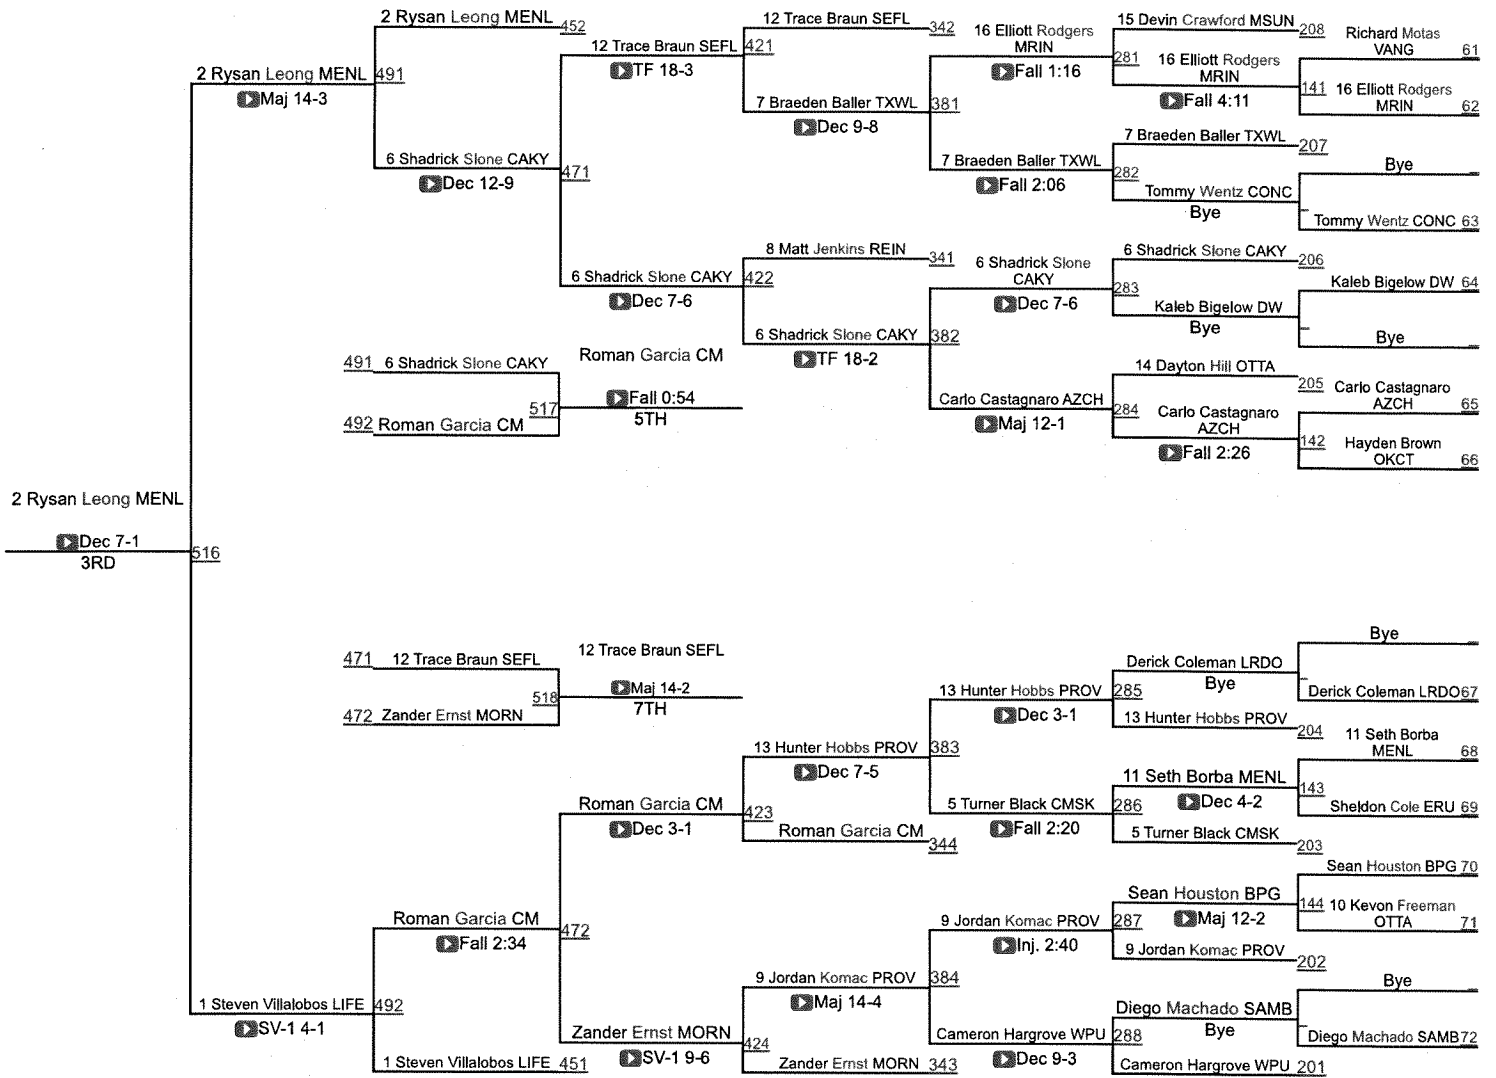 2 Rysan Leong MENL
452
12 Trace Braun SEFL
342
16 Elliott Rodgers
MRIN
15 Devin Crawford MSUN
208
Richard Motas
VANG
61
12 Trace Braun SEFL
421
TF 18-3
2 Rysan Leong MENL
491
Maj 14-3
Fall 1:16
281
16 Elliott Rodgers
MRIN
Fall 4:11
141
16 Elliott Rodgers
MRIN
62
7 Braeden Baller TXWL
381
Dec 9-8
7 Braeden Baller TXWL
207
6 Shadrick Slone CAKY
471
Dec 12-9
7 Braeden Baller TXWL
282
Fall 2:06
Bye
Tommy Wentz CONC
Bye
Tommy Wentz CONC 63
8 Matt Jenkins REIN
341
6 Shadrick Slone
CAKY
Dec 7-6
6 Shadrick Slone CAKY
206
283
6 Shadrick Slone CAKY
422
Dec 7-6
Kaleb Bigelow DW 64
Kaleb Bigelow DW
Bye
Bye
6 Shadrick Slone CAKY
382
TF 18-2
491 6 Shadrick Slone CAKY
Roman Garcia CM
14 Dayton Hill OTTA
205
Carlo Castagnaro
AZCH
65
Fall 0:54
517
5TH
492 Roman Garcia CM
Carlo Castagnaro AZCH
284
Maj 12-1
Carlo Castagnaro
AZCH
Fall 2:26
142
Hayden Brown
OKCT
66
2 Rysan Leong MENL
Dec 7-1
3RD
516
471 12 Trace Braun SEFL
12 Trace Braun SEFL
Maj 14-2
518
7TH
472 Zander Ernst MORN
Bye
Derick Coleman LRDO
Bye
Derick Coleman LRDO67
13 Hunter Hobbs PROV
285
Dec 3-1
13 Hunter Hobbs PROV
204
11 Seth Borba
MENL
68
13 Hunter Hobbs PROV
383
Dec 7-5
11 Seth Borba MENL
143
Dec 4-2
Sheldon Cole ERU 69
Roman Garcia CM
423
Dec 3-1
5 Turner Black CMSK
286
Fall 2:20
Roman Garcia CM
344
5 Turner Black CMSK
203
Sean Houston BPG 70
Sean Houston BPG
144
Maj 12-2
10 Kevon Freeman
OTTA
71
Roman Garcia CM
472
Fall 2:34
9 Jordan Komac PROV
287
Inj. 2:40
9 Jordan Komac PROV
202
9 Jordan Komac PROV
384
Maj 14-4
Bye
1 Steven Villalobos LIFE
492
SV-1 4-1
Diego Machado SAMB
Bye
Diego Machado SAMB72
Zander Ernst MORN
424
SV-1 9-6
Cameron Hargrove WPU
288
Dec 9-3
1 Steven Villalobos LIFE 451
Zander Ernst MORN 343
Cameron Hargrove WPU 201